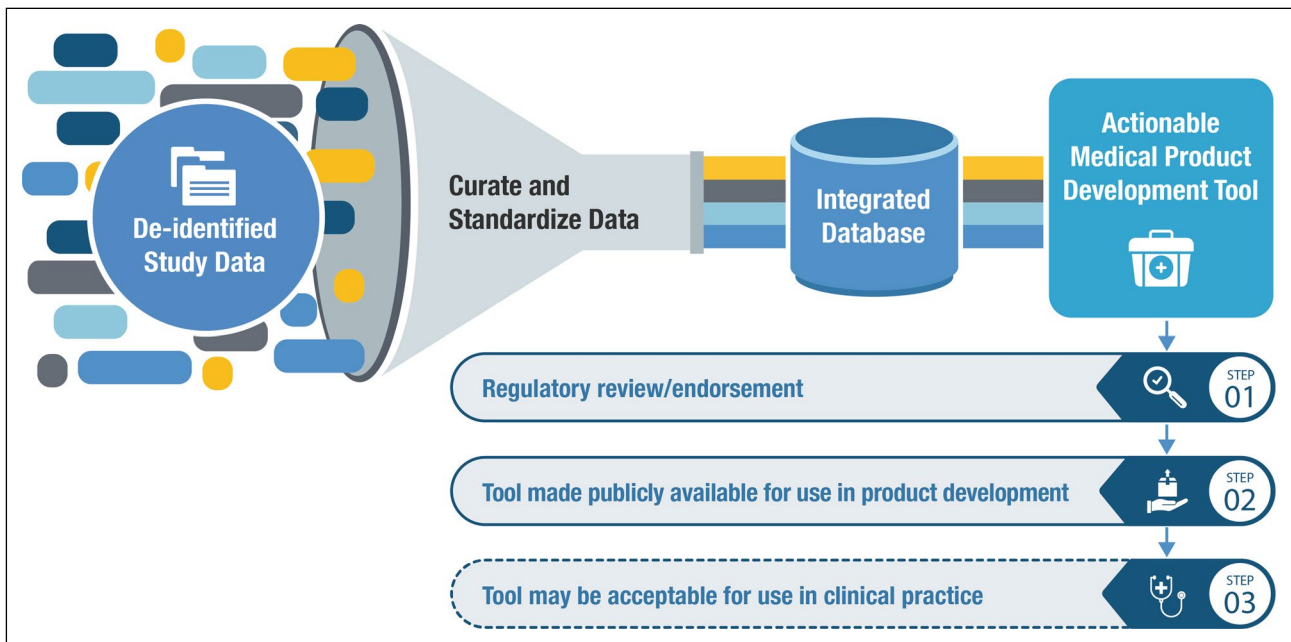 De-identified
Study Data
Curate and
Standardize Data
Integrated
Database
Actionable
Medical Product
Development Tool
Regulatory review/endorsement
STEP
01
Tool made publicly available for use in product development
STEP
02
Tool may be acceptable for use in clinical practice
STEP
03